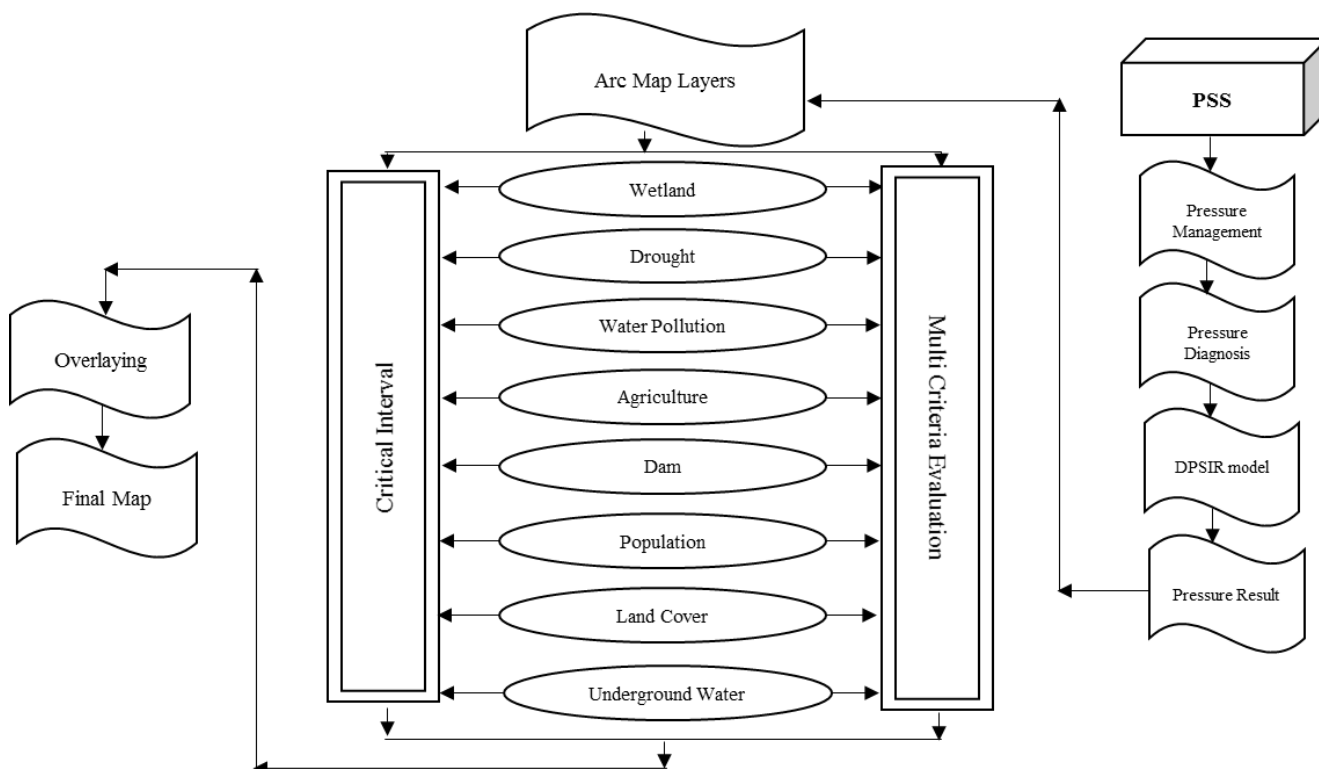 Arc Map Layers
PSS
Wetland
Drought
Water Pollution
Agriculture
Dam
Population
Land Cover
Underground Water
Critical Interval
Multi Criteria Evaluation
Overlaying
Final Map
Pressure
Management
Pressure
Diagnosis
DPSIR model
Pressure Result